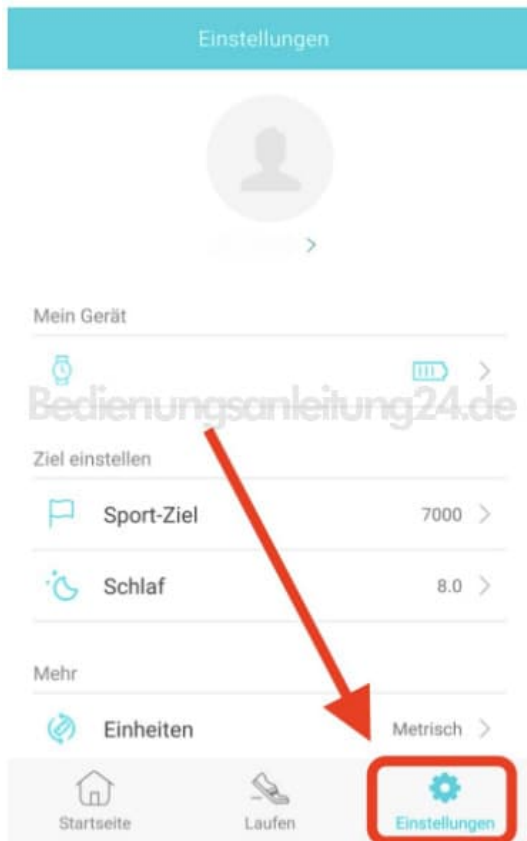 Einstellungen
Mein Gerät
Bedienungsanleitung24.de
Ziel einstellen
Sport-Ziel 7000
Schlaf 8.0
Mehr
Einheiten Metrisch
Startseite Laufen Einstellungen